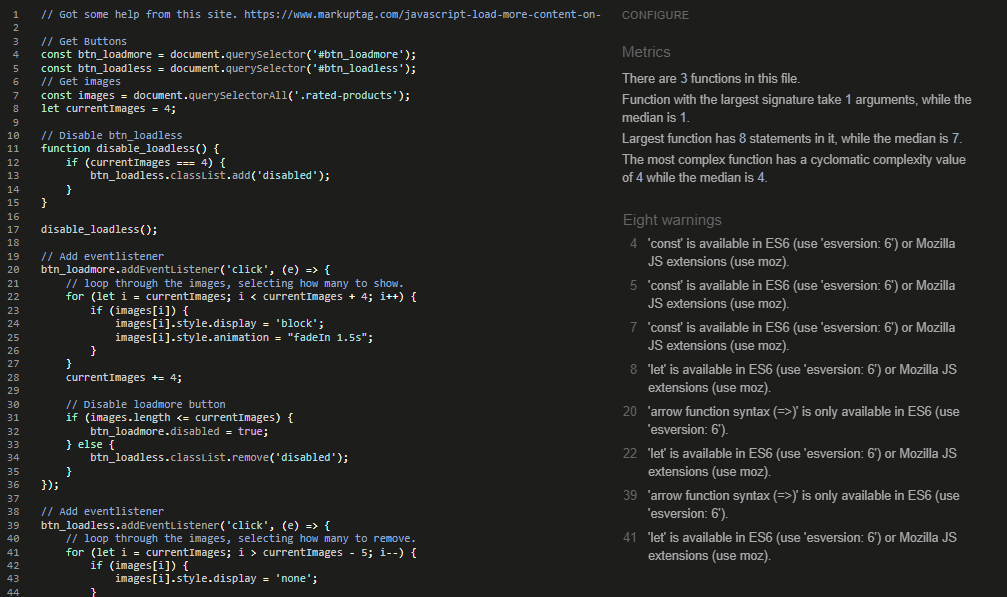 1 // Got some help from this site. https://www.markuptag.com/javascript-load-more-content-on-
2
3 // Get Buttons
4 const btn_loadmore = document.querySelector('#btn_loadmore');
5 const btn_loadless = document.querySelector('#btn_loadless');
6 // Get images
7 const images = document.querySelectorAll('.rated-products');
8 let currentImages = 4;
9
10 // Disable btn_loadless
11 function disable_loadless() {
12 if (currentImages === 4) {
13 btn_loadless.classList.add('disabled');
14 }
15 }
16
17 disable_loadless();
18
19 // Add eventlistener
20 btn_loadmore.addEventListener('click', (e) => {
21 // loop through the images, selecting how many to show.
22 for (let i = currentImages; i < currentImages + 4; i++) {
23 if (images[i]) {
24 images[i].style.display = 'block';
25 images[i].style.animation = "fadeIn 1.5s";
26 }
27 }
28 currentImages += 4;
29
30 // Disable loadmore button
31 if (images.length <= currentImages) {
32 btn_loadmore.disabled = true;
33 } else {
34 btn_loadless.classList.remove('disabled');
35 }
36 });
37
38 // Add eventlistener
39 btn_loadless.addEventListener('click', (e) => {
40 // loop through the images, selecting how many to remove.
41 for (let i = currentImages; i > currentImages - 5; i--) {
42 if (images[i]) {
43 images[i].style.display = 'none';
44 }
CONFIGURE
Metrics
There are 3 functions in this file.
Function with the largest signature take 1 arguments, while the
median is 1.
Largest function has 8 statements in it, while the median is 7.
The most complex function has a cyclomatic complexity value
of 4 while the median is 4.
Eight warnings
4 'const' is available in ES6 (use 'esversion: 6') or Mozilla
JS extensions (use moz).
5 'const' is available in ES6 (use 'esversion: 6') or Mozilla
JS extensions (use moz).
7 'const' is available in ES6 (use 'esversion: 6') or Mozilla
JS extensions (use moz).
8 'let' is available in ES6 (use 'esversion: 6') or Mozilla JS
extensions (use moz).
20 'arrow function syntax (=>)' is only available in ES6 (use
'esversion: 6').
22 'let' is available in ES6 (use 'esversion: 6') or Mozilla JS
extensions (use moz).
39 'arrow function syntax (=>)' is only available in ES6 (use
'esversion: 6').
41 'let' is available in ES6 (use 'esversion: 6') or Mozilla JS
extensions (use moz).